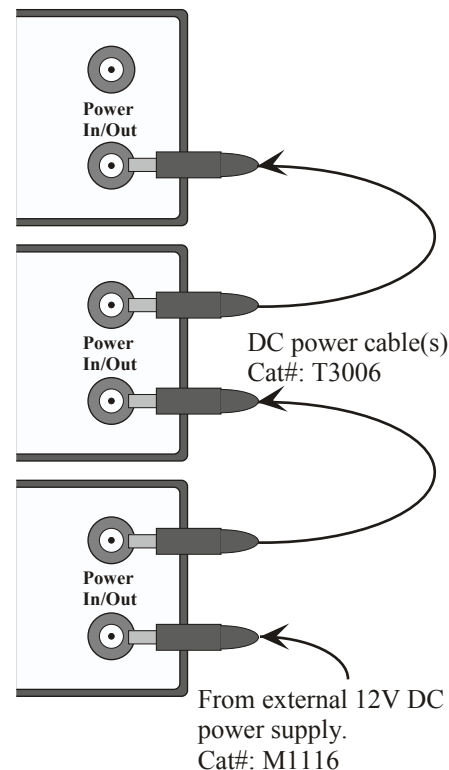 Power
In/Out
Power
In/Out
DC power cable(s)
Cat#: T3006
Power
In/Out
From external 12V DC
power supply.
Cat#: M1116